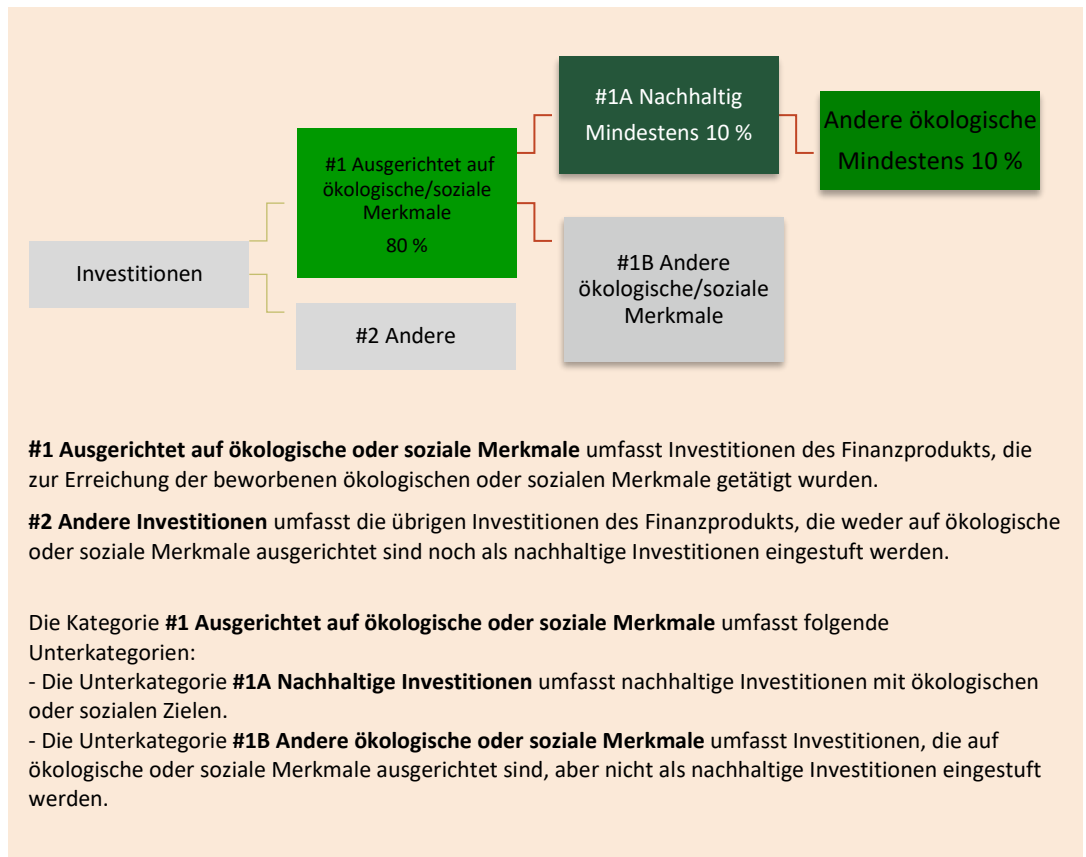 #1A Nachhaltig
Mindestens 10 %
Andere ökologische
Mindestens 10 %
#1 Ausgerichtet auf
ökologische/soziale
Merkmale
80 %
Investitionen
#1B Andere
ökologische/soziale
Merkmale
#2 Andere
#1 Ausgerichtet auf ökologische oder soziale Merkmale umfasst Investitionen des Finanzprodukts, die
zur Erreichung der beworbenen ökologischen oder sozialen Merkmale getätigt wurden.
#2 Andere Investitionen umfasst die übrigen Investitionen des Finanzprodukts, die weder auf ökologische
oder soziale Merkmale ausgerichtet sind noch als nachhaltige Investitionen eingestuft werden.
Die Kategorie #1 Ausgerichtet auf ökologische oder soziale Merkmale umfasst folgende
Unterkategorien:
- Die Unterkategorie #1A Nachhaltige Investitionen umfasst nachhaltige Investitionen mit ökologischen
oder sozialen Zielen.
- Die Unterkategorie #1B Andere ökologische oder soziale Merkmale umfasst Investitionen, die auf
ökologische oder soziale Merkmale ausgerichtet sind, aber nicht als nachhaltige Investitionen eingestuft
werden.